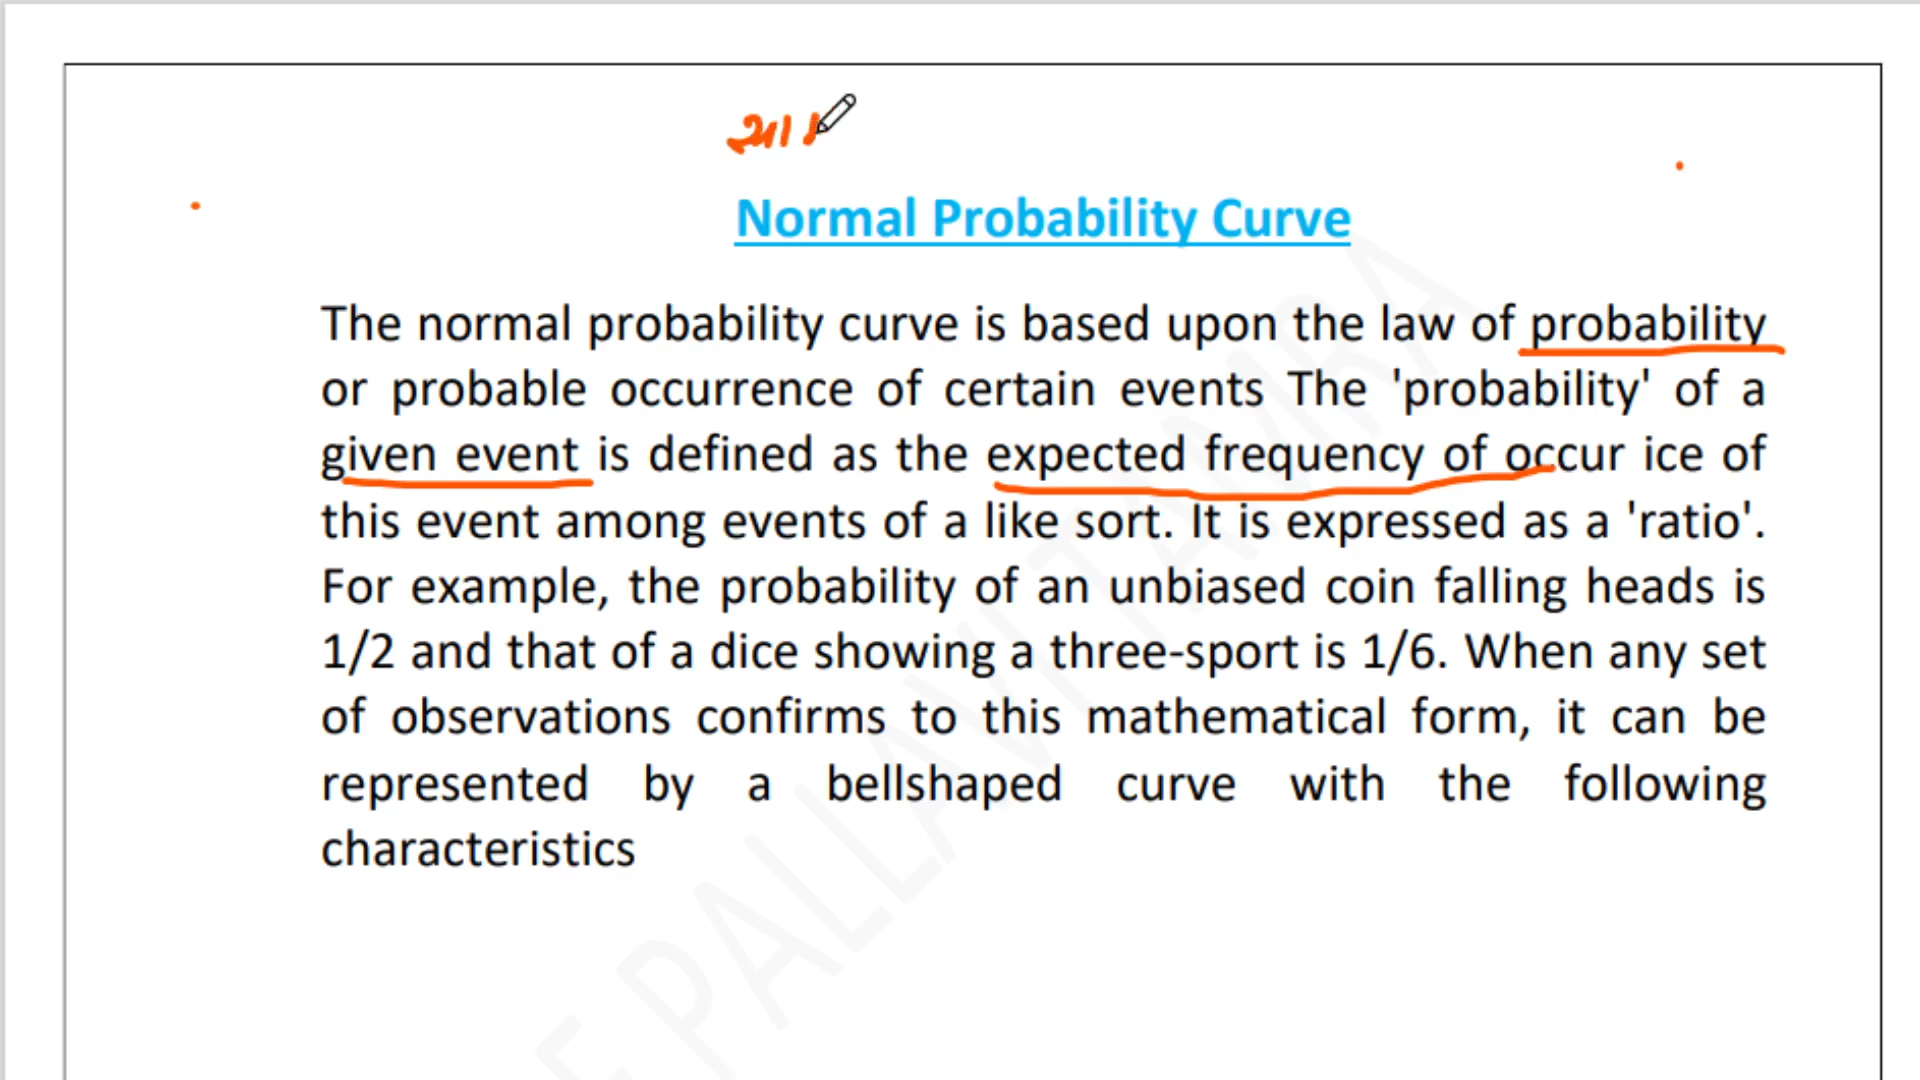 Normal Probability Curve
The normal probability curve is based upon the law of probability
or probable occurrence of certain events The 'probability' of a
given event is defined as the expected frequency of occur ice of
this event among events of a like sort. It is expressed as a 'ratio'.
For example, the probability of an unbiased coin falling heads is
1/2 and that of a dice showing a three-sport is 1/6. When any set
of observations confirms to this mathematical form, it can be
represented by a bellshaped curve with the following
characteristics
PALLAVI TAMRA